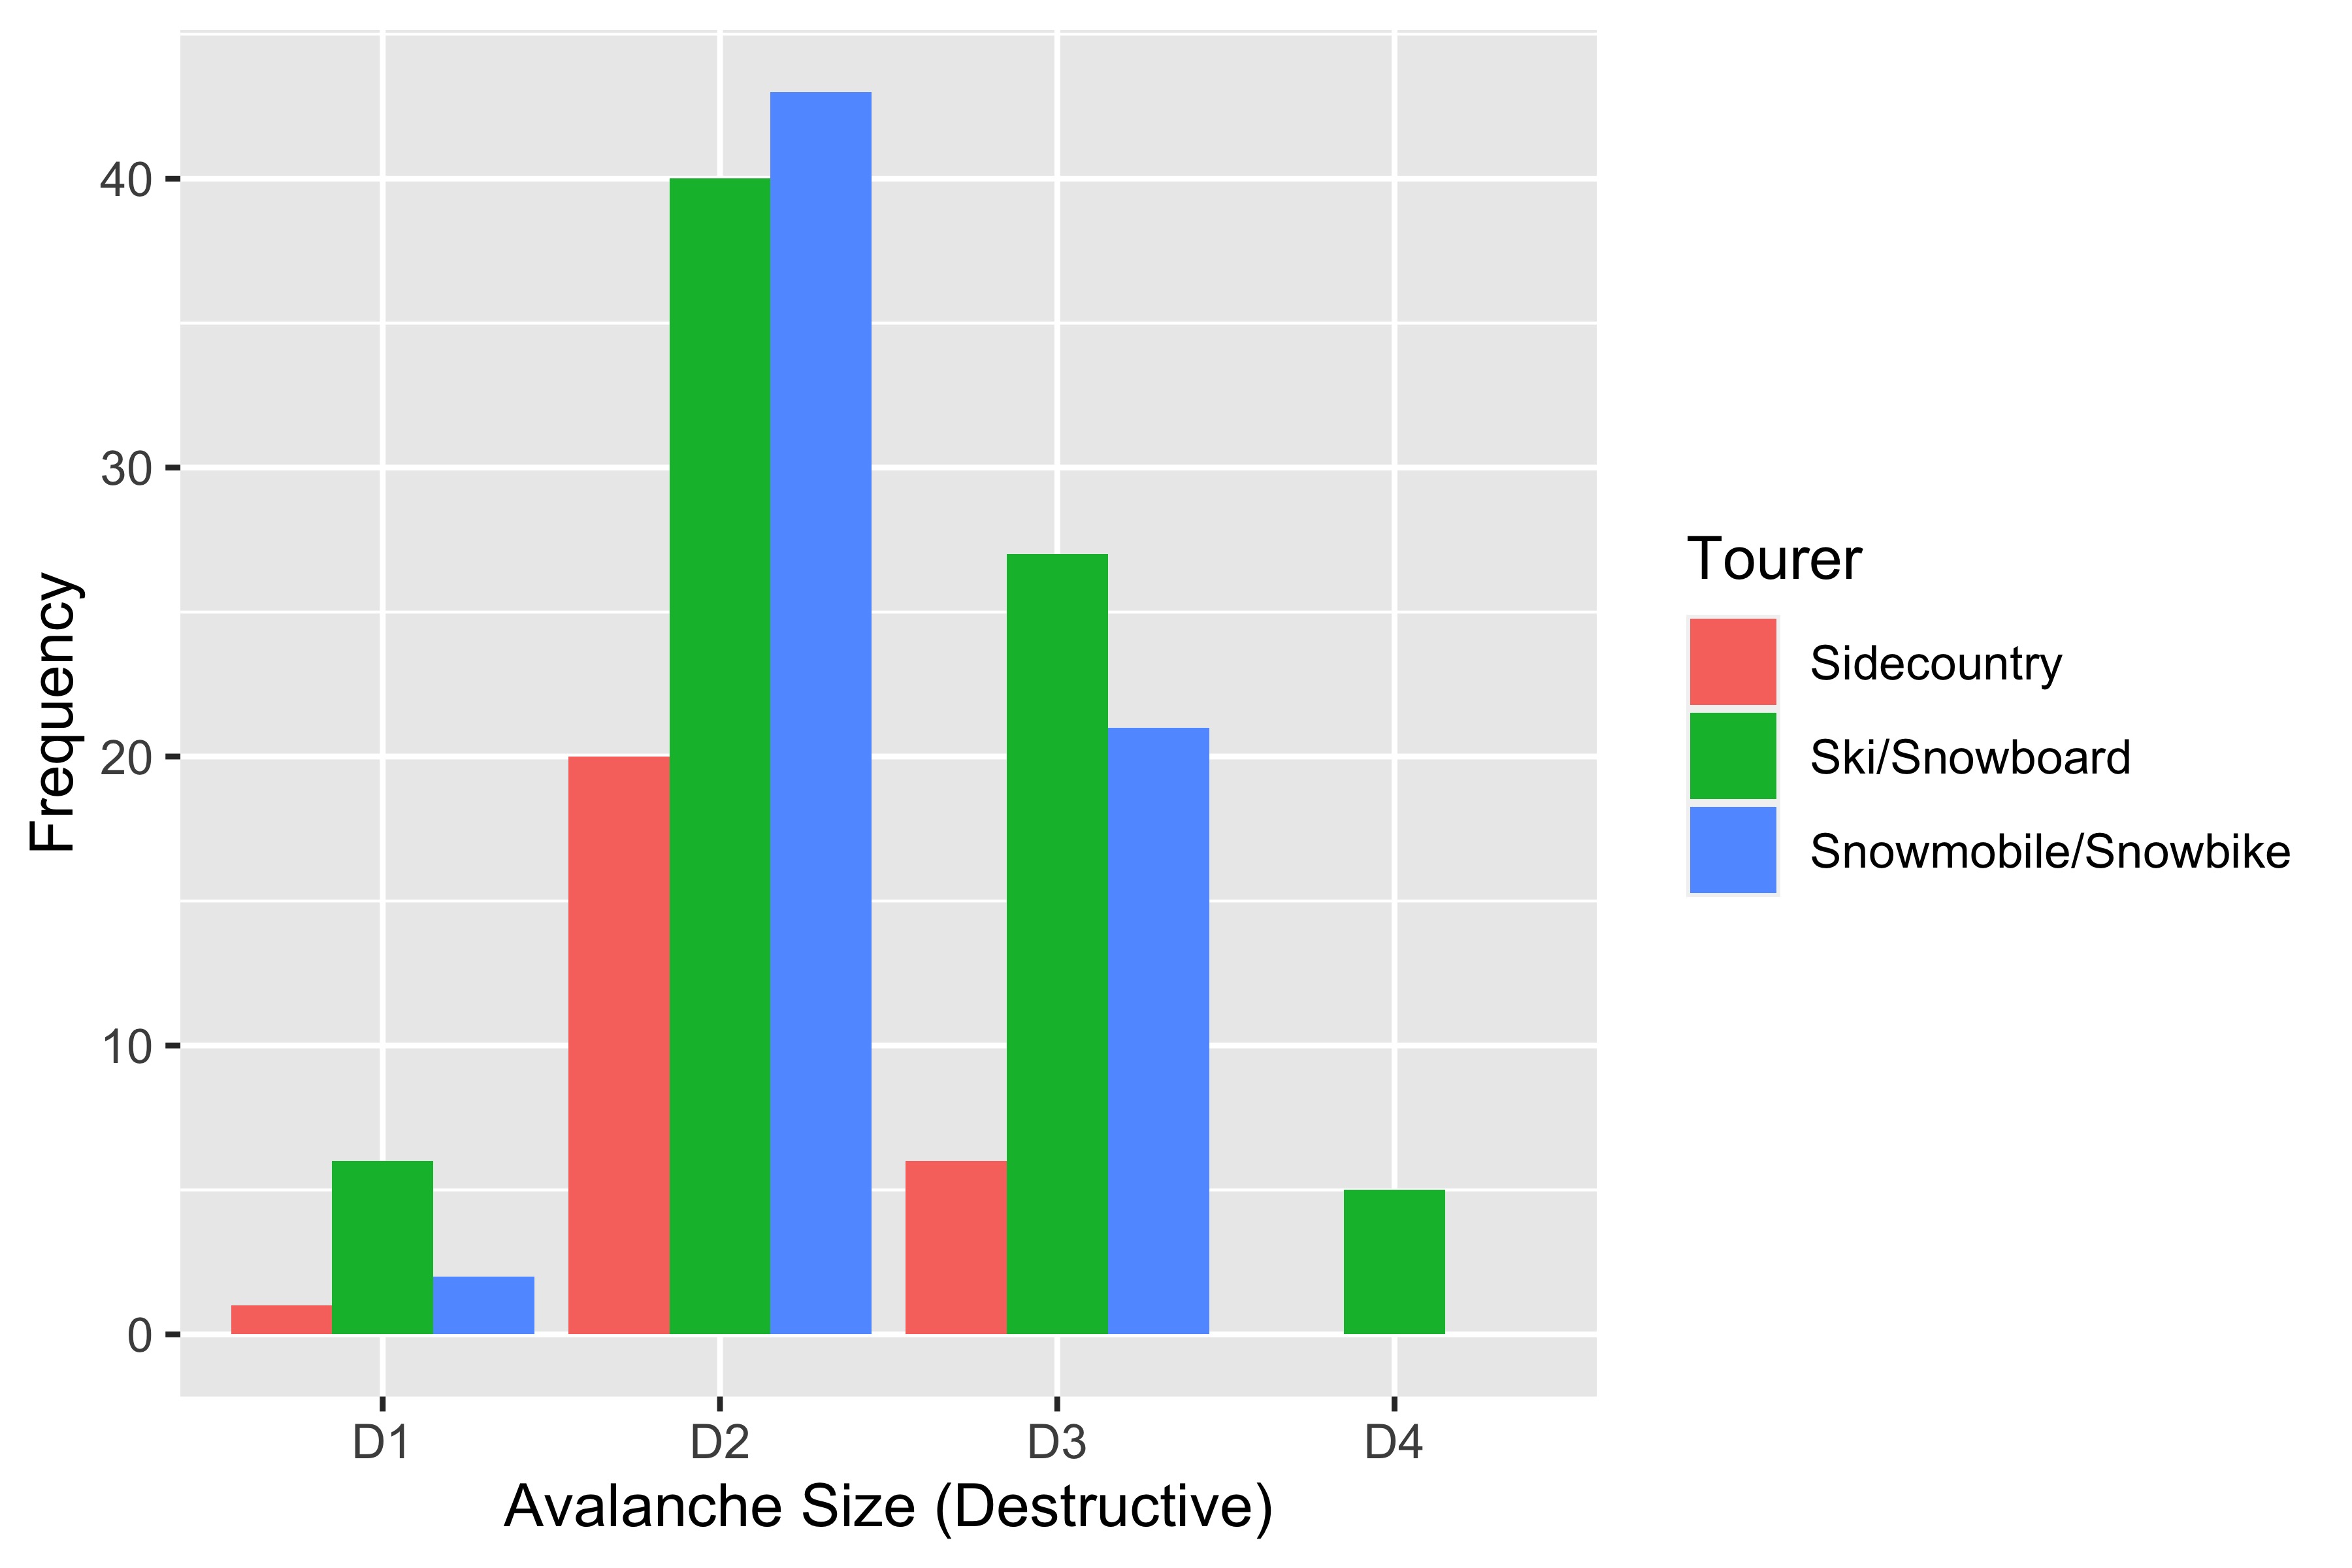 40
30
20
10
0
Frequency
D1 D2 D3 D4
Avalanche Size (Destructive)
Tourer
Sidecountry
Ski/Snowboard
Snowmobile/Snowbike